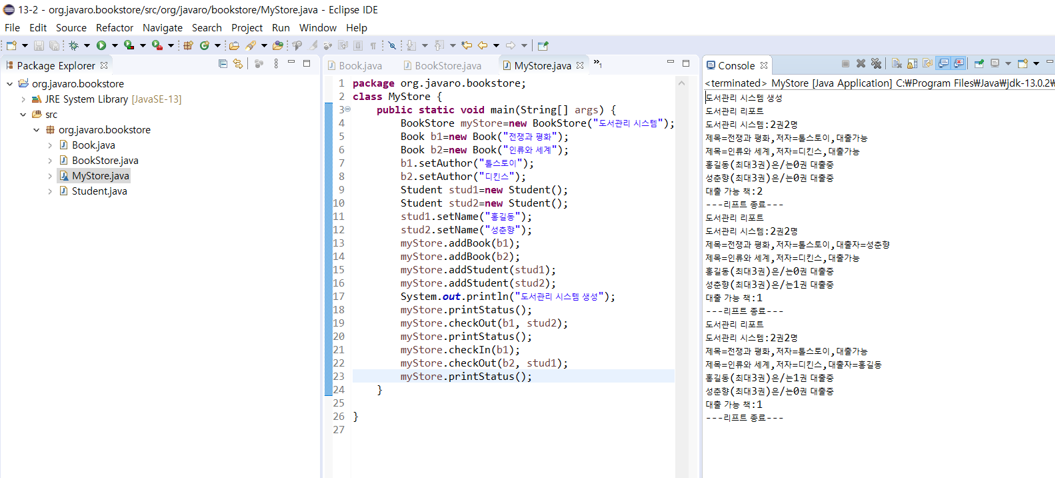 13-2 - org.javaro.bookstore/src/org/javaro/bookstore/MyStore.java - Eclipse IDE
File Edit Source Refactor Navigate Search Project Run Window Help
Package Explorer
org.javaro.bookstore
JRE System Library [JavaSE-13]
src
org.javaro.bookstore
Book.java
BookStore.java
MyStore.java
Student.java
Book.java BookStore.java MyStore.java »1
1 package org.javaro.bookstore;
2 class MyStore {
3 public static void main(String[] args) {
4 BookStore myStore=new BookStore("도서관리 시스템");
5 Book b1=new Book("전쟁과 평화");
6 Book b2=new Book("인류와 세계");
7 b1.setAuthor("톨스토이");
8 b2.setAuthor("디킨스");
9 Student stud1=new Student();
10 Student stud2=new Student();
11 stud1.setName("홍길동");
12 stud2.setName("성춘향");
13 myStore.addBook(b1);
14 myStore.addBook(b2);
15 myStore.addStudent(stud1);
16 myStore.addStudent(stud2);
17 System.out.println("도서관리 시스템 생성");
18 myStore.printStatus();
19 myStore.checkOut(b1, stud2);
20 myStore.printStatus();
21 myStore.checkIn(b1);
22 myStore.checkOut(b2, stud1);
23 myStore.printStatus();
24 }
25
26 }
27
Console
<terminated> MyStore [Java Application] C:₩Program Files₩Java₩jdk-13.0.2₩
도서관리 시스템 생성
도서관리 리포트
도서관리 시스템:2권2명
제목=전쟁과 평화,저자=톨스토이,대출가능
제목=인류와 세계,저자=디킨스,대출가능
홍길동(최대3권)은/는0권 대출중
성춘향(최대3권)은/는0권 대출중
대출 가능 책:2
---리프트 종료---
도서관리 리포트
도서관리 시스템:2권2명
제목=전쟁과 평화,저자=톨스토이,대출자=성춘향
제목=인류와 세계,저자=디킨스,대출가능
홍길동(최대3권)은/는0권 대출중
성춘향(최대3권)은/는1권 대출중
대출 가능 책:1
---리프트 종료---
도서관리 리포트
도서관리 시스템:2권2명
제목=전쟁과 평화,저자=톨스토이,대출가능
제목=인류와 세계,저자=디킨스,대출자=홍길동
홍길동(최대3권)은/는1권 대출중
성춘향(최대3권)은/는0권 대출중
대출 가능 책:1
---리프트 종료---